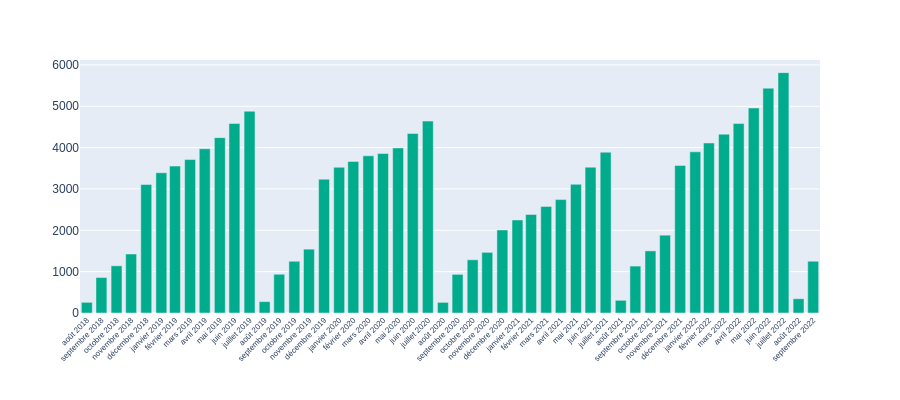 6000
5000
4000
3000
2000
1000
0
août 2018
septembre 2018
octobre 2018
novembre 2018
décembre 2018
janvier 2019
février 2019
mars 2019
avril 2019
mai 2019
juin 2019
juillet 2019
août 2019
septembre 2019
octobre 2019
novembre 2019
décembre 2019
janvier 2020
février 2020
mars 2020
avril 2020
mai 2020
juin 2020
juillet 2020
août 2020
septembre 2020
octobre 2020
novembre 2020
décembre 2020
janvier 2021
février 2021
mars 2021
avril 2021
mai 2021
juin 2021
juillet 2021
août 2021
septembre 2021
octobre 2021
novembre 2021
décembre 2021
janvier 2022
février 2022
mars 2022
avril 2022
mai 2022
juin 2022
juillet 2022
août 2022
septembre 2022